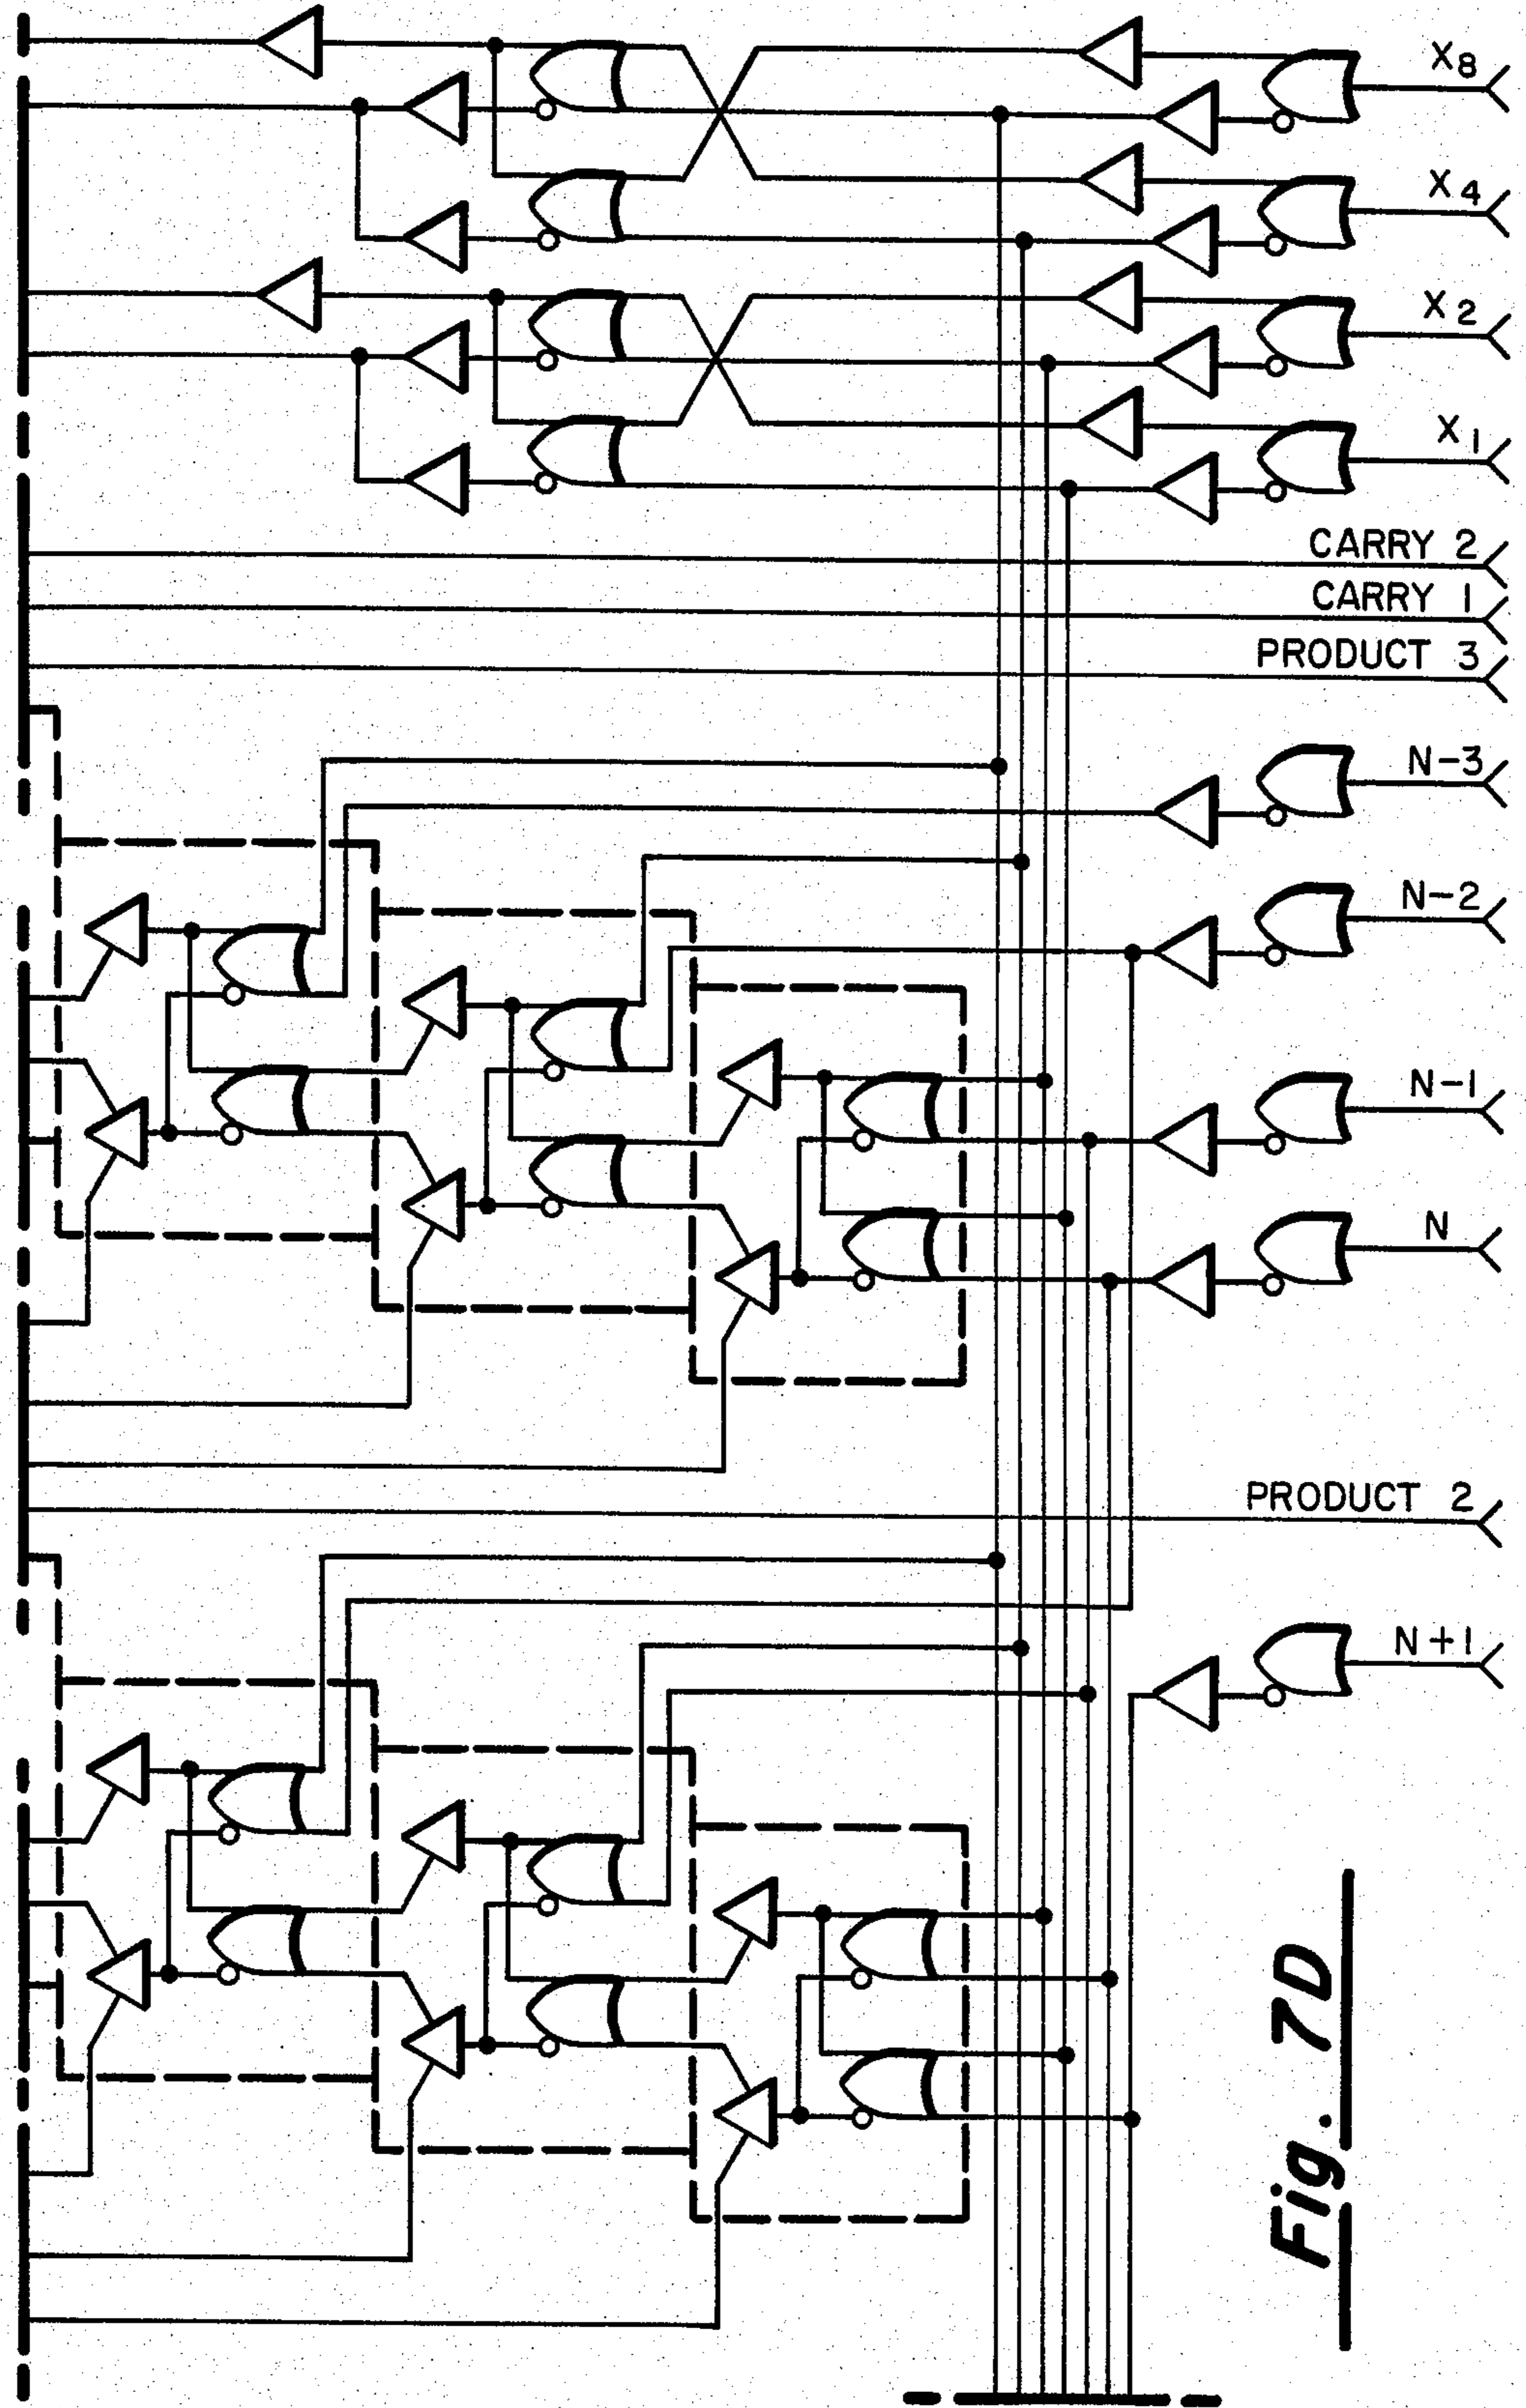 X8
X4
X2
X1
CARRY 2
CARRY 1
PRODUCT 3
N-3
N-2
N-1
N
PRODUCT 2
N+1
Fig. 7D